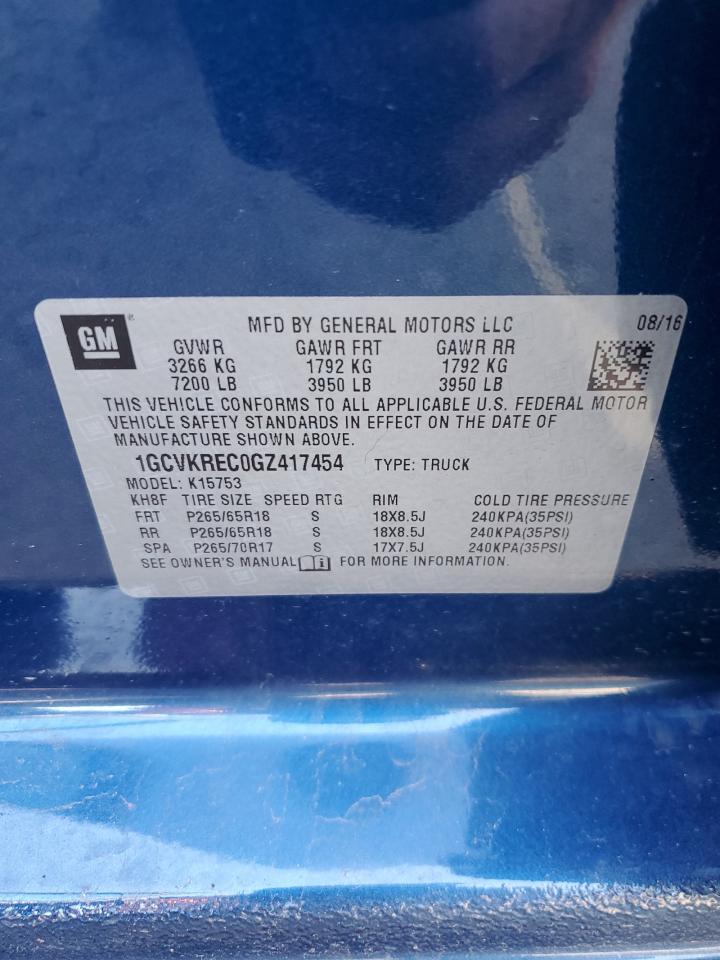 GM
MFD BY GENERAL MOTORS LLC 08/16
GVWR GAWR FRT GAWR RR
3266 KG 1792 KG 1792 KG
7200 LB 3950 LB 3950 LB
THIS VEHICLE CONFORMS TO ALL APPLICABLE U.S. FEDERAL MOTOR
VEHICLE SAFETY STANDARDS IN EFFECT ON THE DATE OF
MANUFACTURE SHOWN ABOVE.
1GCVKREC0GZ417454 TYPE: TRUCK
MODEL: K15753
KH8F TIRE SIZE SPEED RTG RIM COLD TIRE PRESSURE
FRT P265/65R18 S 18X8.5J 240KPA(35PSI)
RR P265/65R18 S 18X8.5J 240KPA(35PSI)
SPA P265/70R17 S 17X7.5J 240KPA(35PSI)
SEE OWNER'S MANUAL FOR MORE INFORMATION.